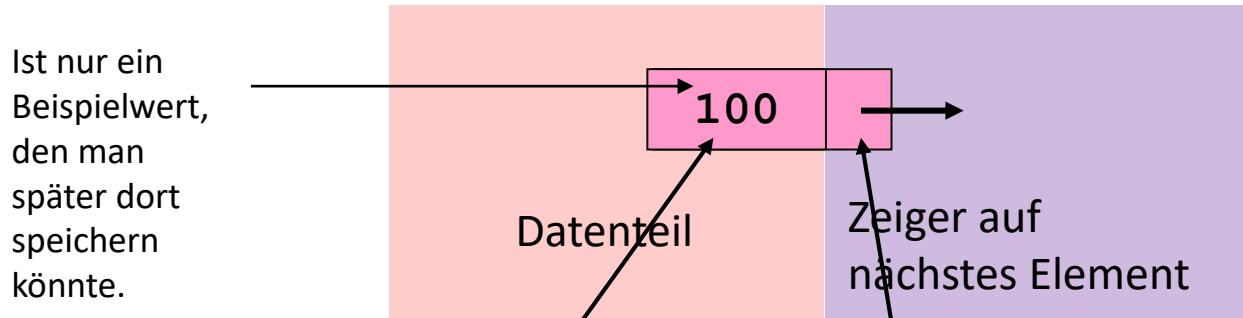 Ist nur ein
Beispielwert,
den man
später dort
speichern
könnte.
100
Datenteil
Zeiger auf
nächstes Element